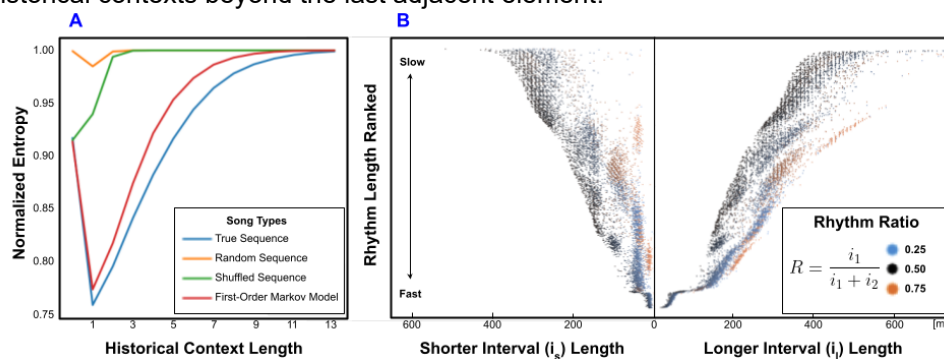 istorical contexts beyond the last adjacent element.
A
B
1.00
0.95
0.90
0.85
0.80
0.75
Normalized Entropy
Song Types
True Sequence
Random Sequence
Shuffled Sequence
First-Order Markov Model
1 3 5 7 9 11 13
Historical Context Length
Rhythm Length Ranked
Slow
Fast
Rhythm Ratio
R = i1 / (i1 + i2)
0.25
0.50
0.75
600 400 200 0 200 400 600 [m
Shorter Interval (is) Length
Longer Interval (il) Length